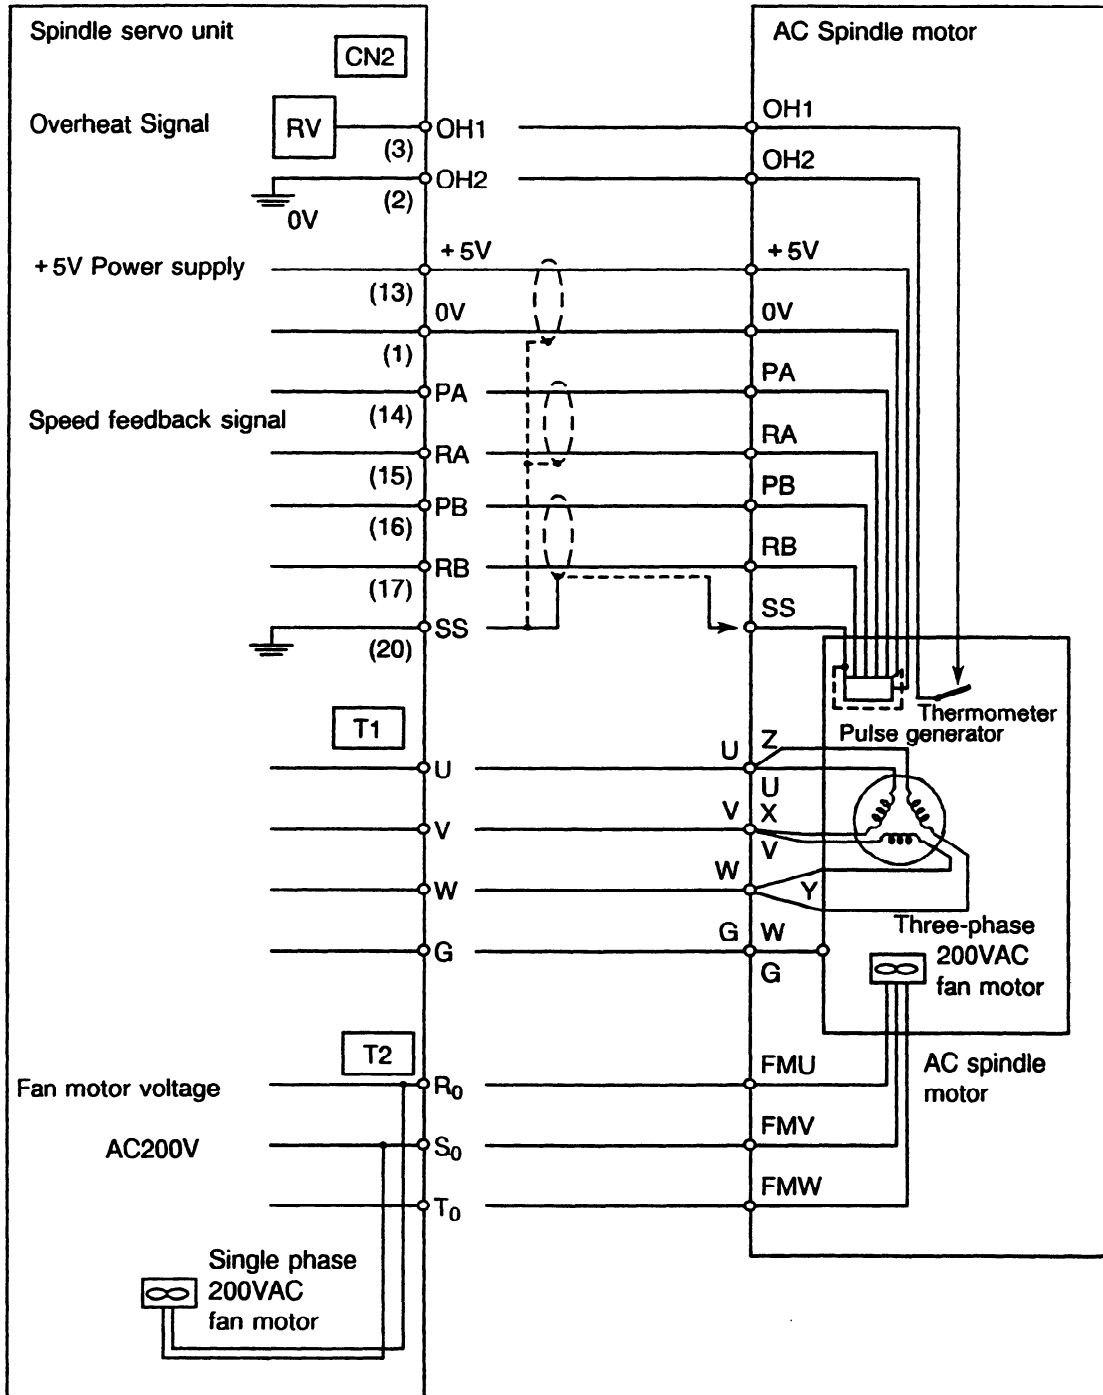 Spindle servo unit
AC Spindle motor
CN2
Overheat Signal
RV
(3)
OH1
OH1
OH2
(2)
OH2
0V
+5V Power supply
(13)
+5V
+5V
0V
(1)
0V
PA
(14)
PA
Speed feedback signal
RA
(15)
RA
PB
(16)
PB
RB
(17)
RB
SS
(20)
SS
Thermometer
Pulse generator
T1
U
U
Z
U
V
V
X
V
W
W
Y
G
G
W
G
Three-phase
200VAC
fan motor
AC spindle
motor
T2
Fan motor voltage
R0
FMU
AC200V
S0
FMV
T0
FMW
Single phase
200VAC
fan motor